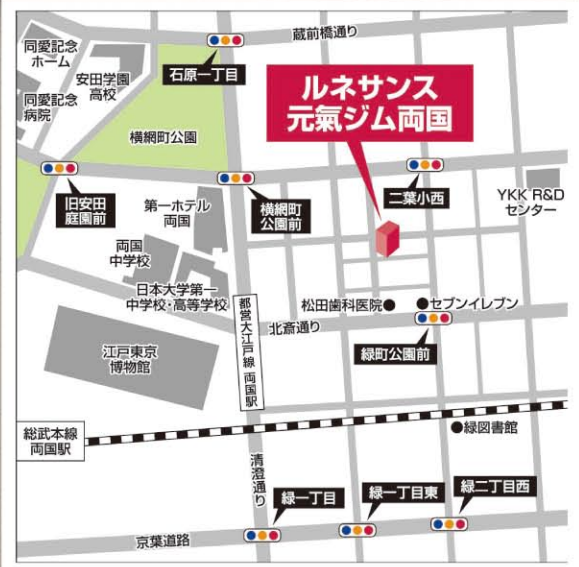 蔵前橋通り
同愛記念
ホーム
安田学園
高校
石原一丁目
同愛記念
病院
横網町公園
ルネサンス
元氣ジム両国
旧安田
庭園前
第一ホテル
両国
横網町
公園前
二葉小西
YKK R&D
センター
両国
中学校
日本大学第一
中学校・高等学校
都営大江戸線 両国駅
松田歯科医院●
●セブンイレブン
北斎通り
緑町公園前
江戸東京
博物館
総武本線
両国駅
●緑図書館
清澄通り
緑一丁目
緑一丁目東
緑二丁目西
京葉道路